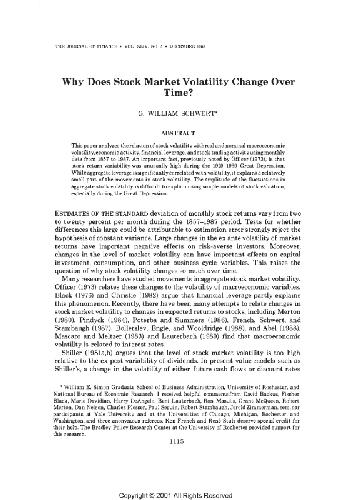 THE JOURNAL OF FINANCE • VOL. XLIV, NO. 5 • DECEMBER 1989
Why Does Stock Market Volatility Change Over
Time?
G. WILLIAM SCHWERT*
ABSTRACT
This paper analyzes the relation of stock volatility with real and nominal macroeconomic
volatility, economic activity, financial leverage, and stock trading activity using monthly
data from 1857 to 1987. An important fact, previously noted by Officer (1973), is that
stock return variability was unusually high during the 1929–1939 Great Depression.
While aggregate leverage is significantly correlated with volatility, it explains a relatively
small part of the movements in stock volatility. The amplitude of the fluctuations in
aggregate stock volatility is difficult to explain using simple models of stock valuation,
especially during the Great Depression.
ESTIMATES OF THE STANDARD deviation of monthly stock returns vary from two
to twenty percent per month during the 1857–1987 period. Tests for whether
differences this large could be attributable to estimation error strongly reject the
hypothesis of constant variance. Large changes in the ex ante volatility of market
returns have important negative effects on risk-averse investors. Moreover,
changes in the level of market volatility can have important effects on capital
investment, consumption, and other business cycle variables. This raises the
question of why stock volatility changes so much over time.
Many researchers have studied movements in aggregate stock market volatility.
Officer (1973) relates these changes to the volatility of macroeconomic variables.
Black (1976) and Christie (1982) argue that financial leverage partly explains
this phenomenon. Recently, there have been many attempts to relate changes in
stock market volatility to changes in expected returns to stocks, including Merton
(1980), Pindyck (1984), Poterba and Summers (1986), French, Schwert, and
Stambaugh (1987), Bollerslev, Engle, and Wooldridge (1988), and Abel (1988).
Mascaro and Meltzer (1983) and Lauterbach (1989) find that macroeconomic
volatility is related to interest rates.
Shiller (1981a,b) argues that the level of stock market volatility is too high
relative to the ex post variability of dividends. In present value models such as
Shiller's, a change in the volatility of either future cash flows or discount rates
* William E. Simon Graduate School of Business Administration, University of Rochester, and
National Bureau of Economic Research. I received helpful comments from David Backus, Fischer
Black, Marie Davidian, Harry DeAngelo, Beni Lauterbach, Ron Masulis, Grant McQueen, Robert
Merton, Dan Nelson, Charles Plosser, Paul Seguin, Robert Stambaugh, Jerold Zimmerman, seminar
participants at Yale University and at the Universities of Chicago, Michigan, Rochester, and
Washington, and three anonymous referees. Ken French and René Stulz deserve special credit for
their help. The Bradley Policy Research Center at the University of Rochester provided support for
this research.
1115
Copyright © 2001 All Rights Reserved